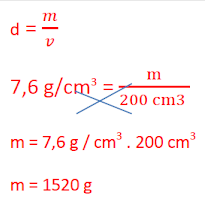 d = m/v
7,6 g/cm³ = m/200 cm3
m = 7,6 g / cm³ . 200 cm³
m = 1520 g